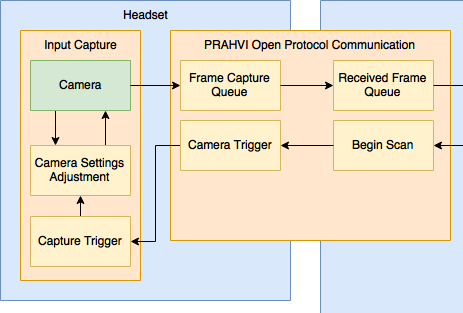 Headset
Input Capture
PRAHVI Open Protocol Communication
Camera
Frame Capture
Queue
Received Frame
Queue
Camera Trigger
Begin Scan
Camera Settings
Adjustment
Capture Trigger